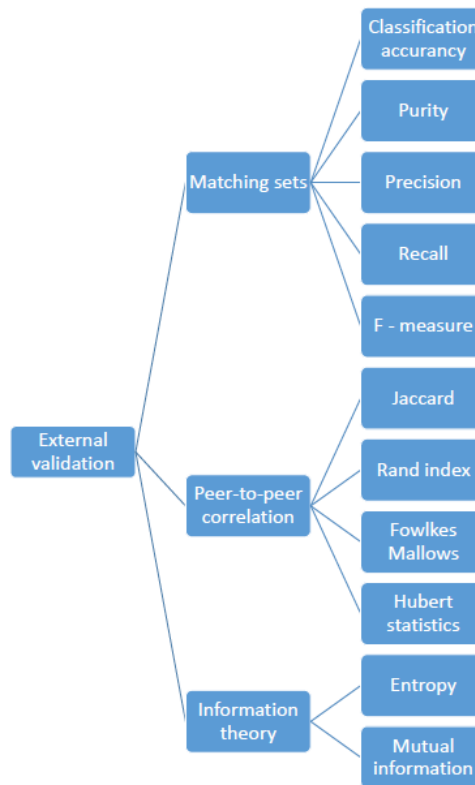 Classification
accurancy
Purity
Matching sets
Precision
Recall
F - measure
Jaccard
External
validation
Rand index
Peer-to-peer
correlation
Fowlkes
Mallows
Hubert
statistics
Entropy
Information
theory
Mutual
information